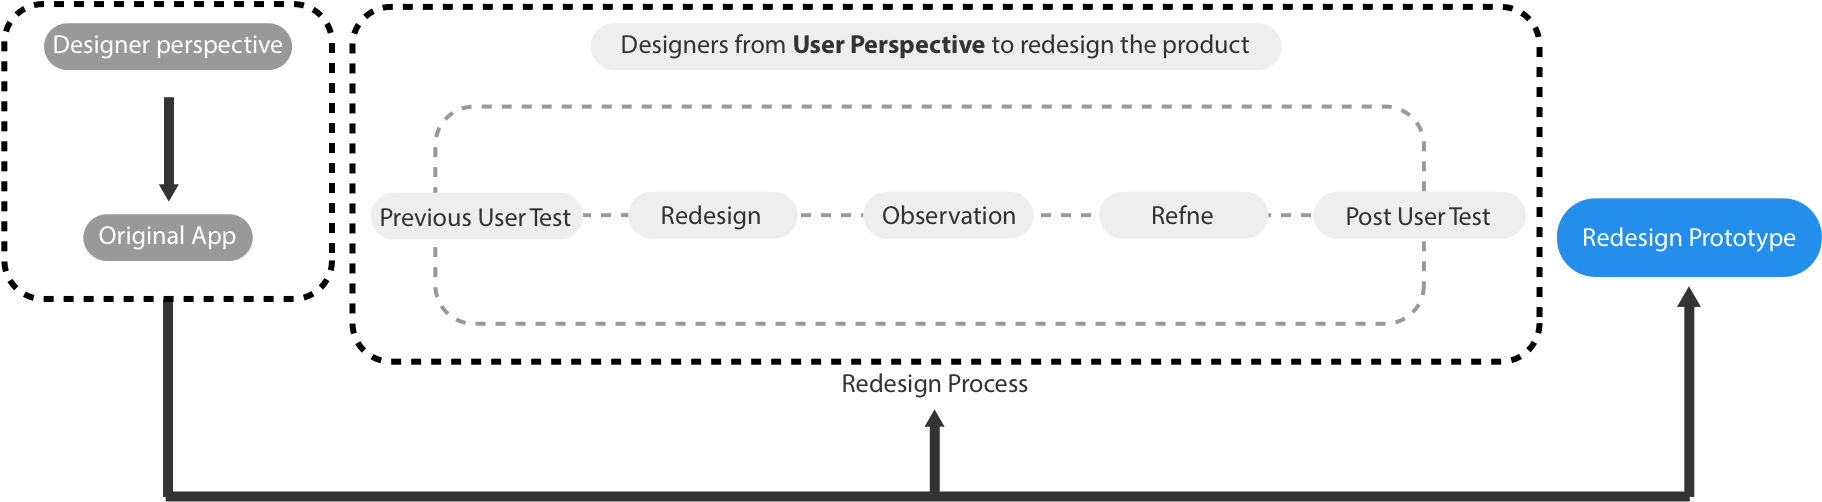 Designer perspective
Original App
Designers from User Perspective to redesign the product
Previous User Test
Redesign
Observation
Refne
Post User Test
Redesign Process
Redesign Prototype